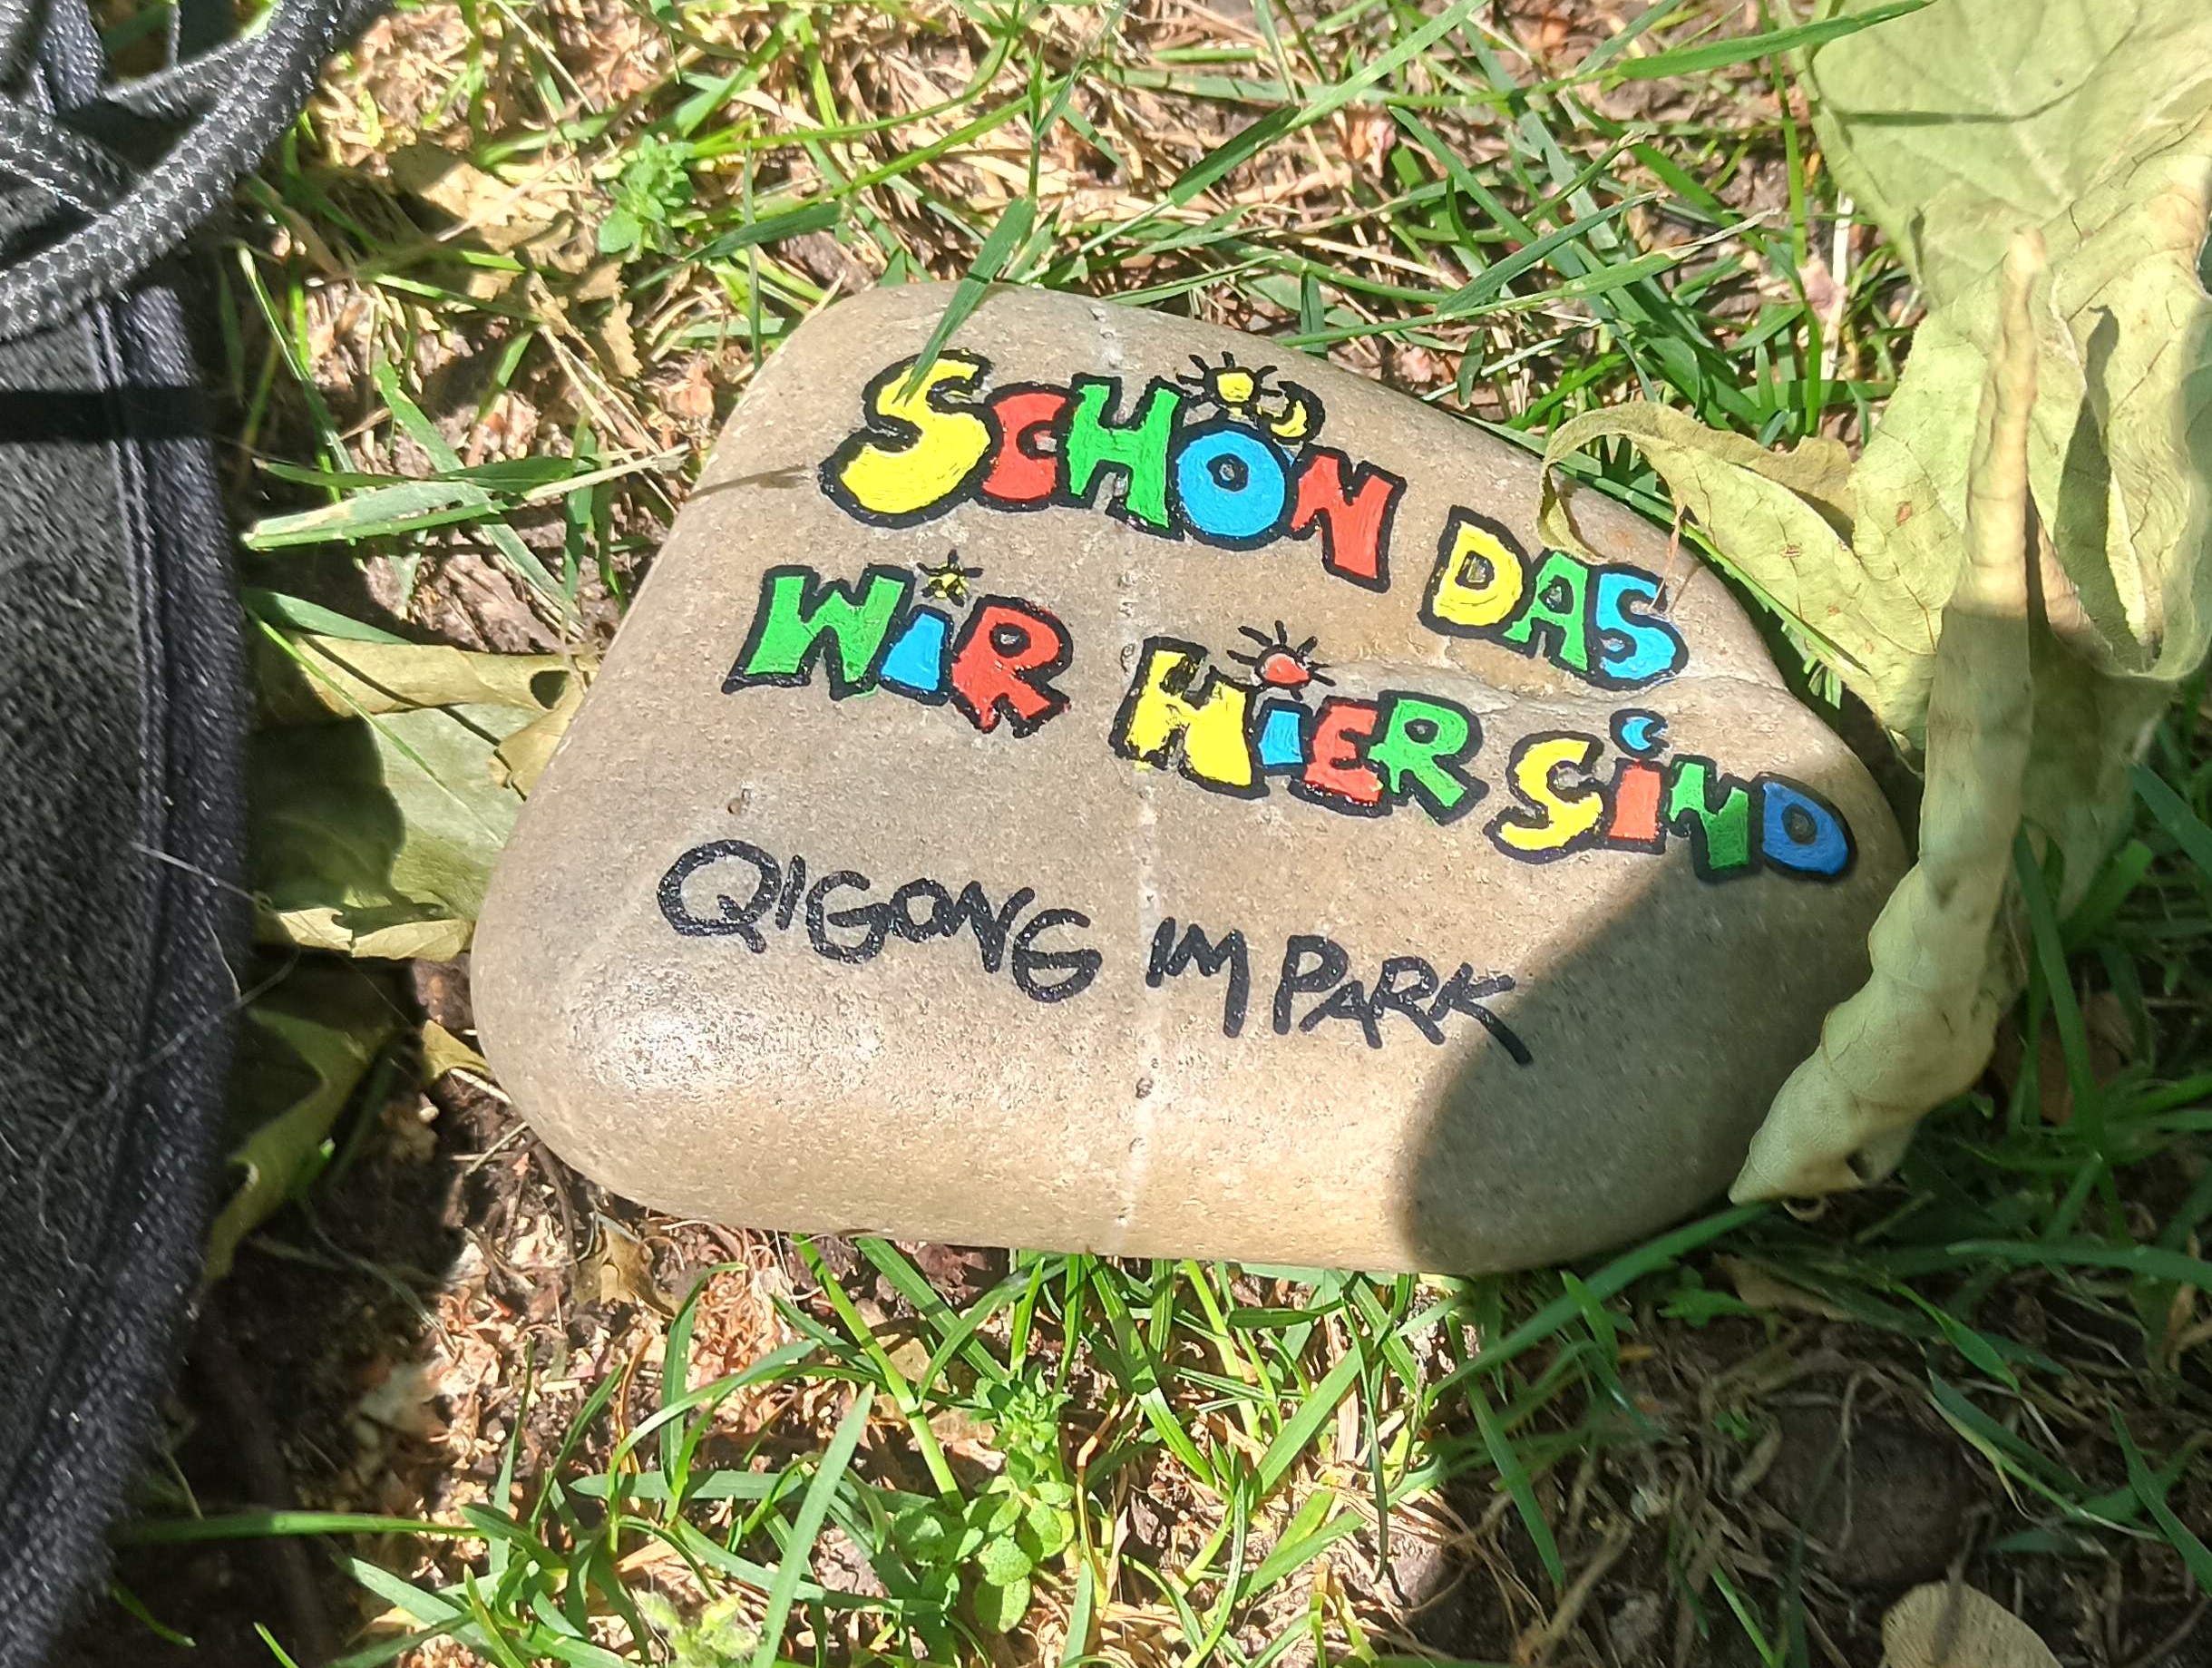 SCHÖN DAS
WiR HiER SiND
QIGONG IM PARK